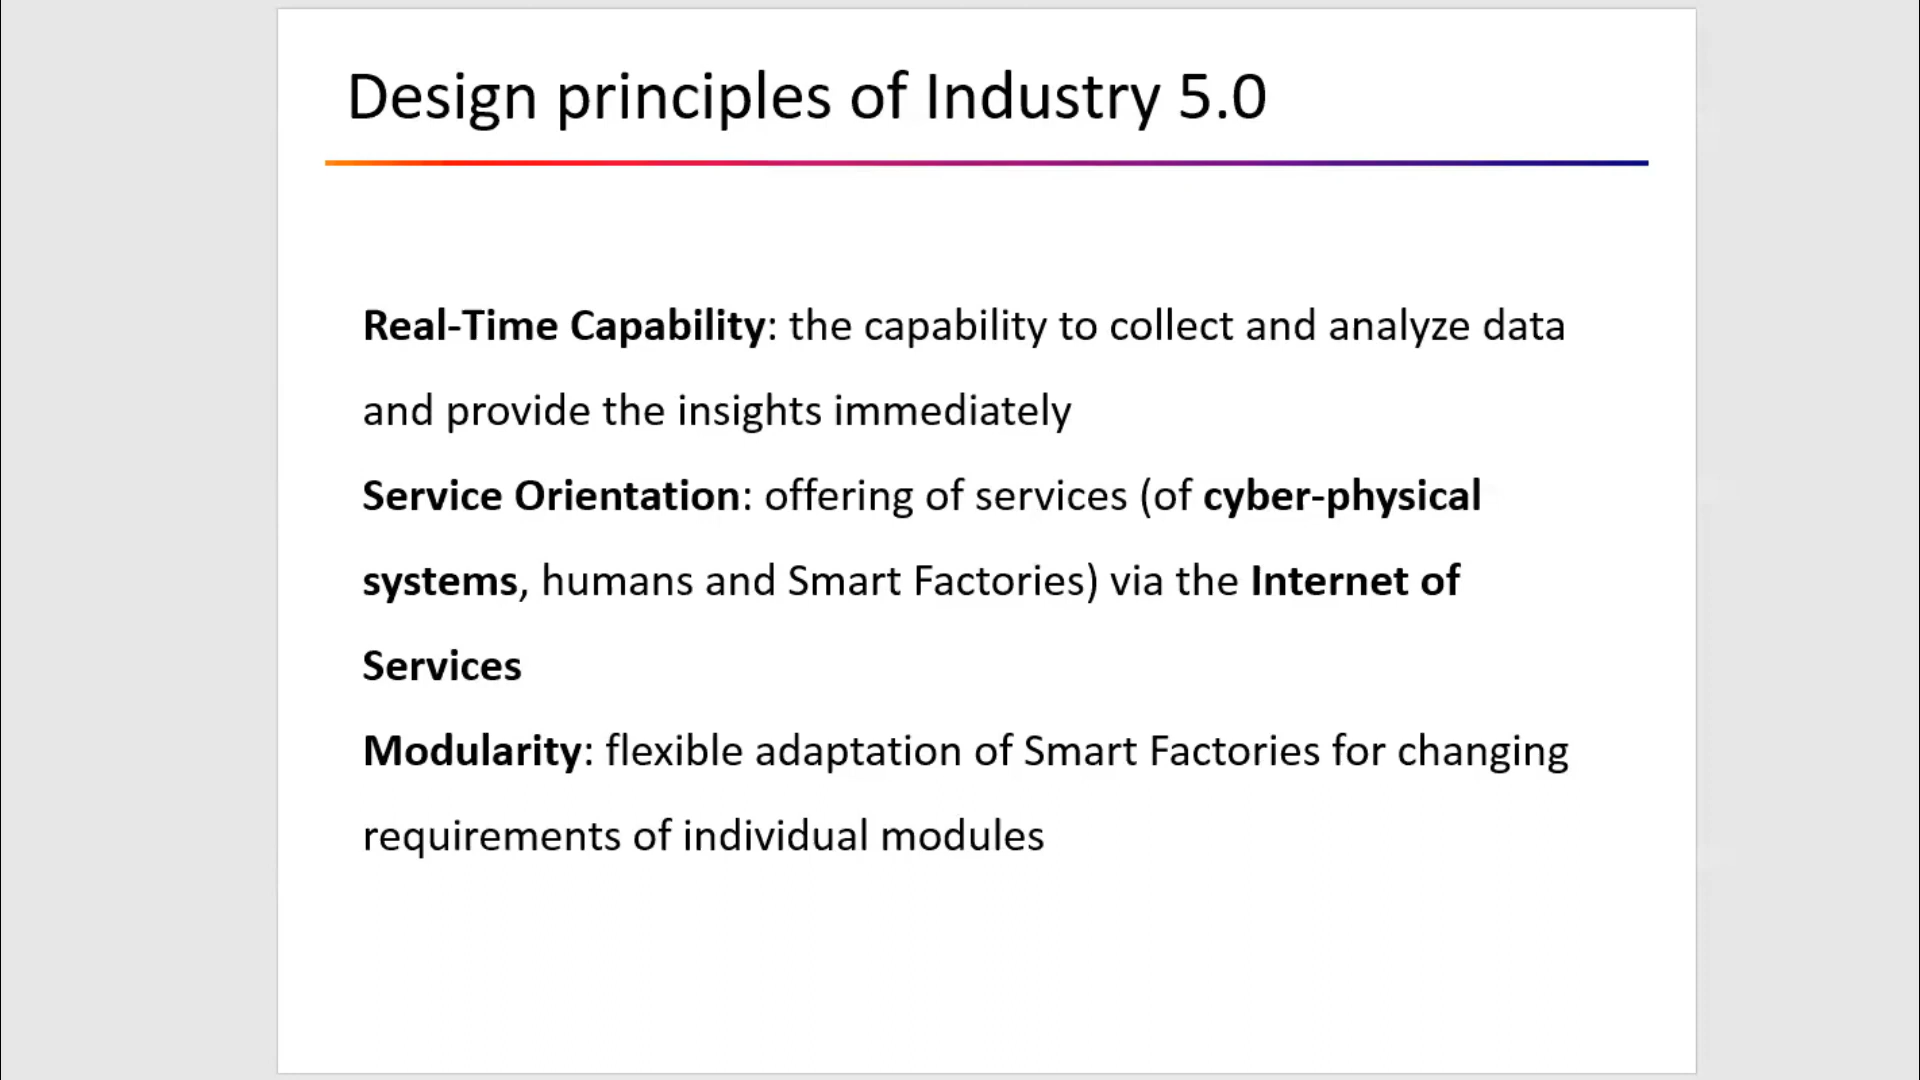 Design principles of Industry 5.0
Real-Time Capability: the capability to collect and analyze data
and provide the insights immediately
Service Orientation: offering of services (of cyber-physical
systems, humans and Smart Factories) via the Internet of
Services
Modularity: flexible adaptation of Smart Factories for changing
requirements of individual modules